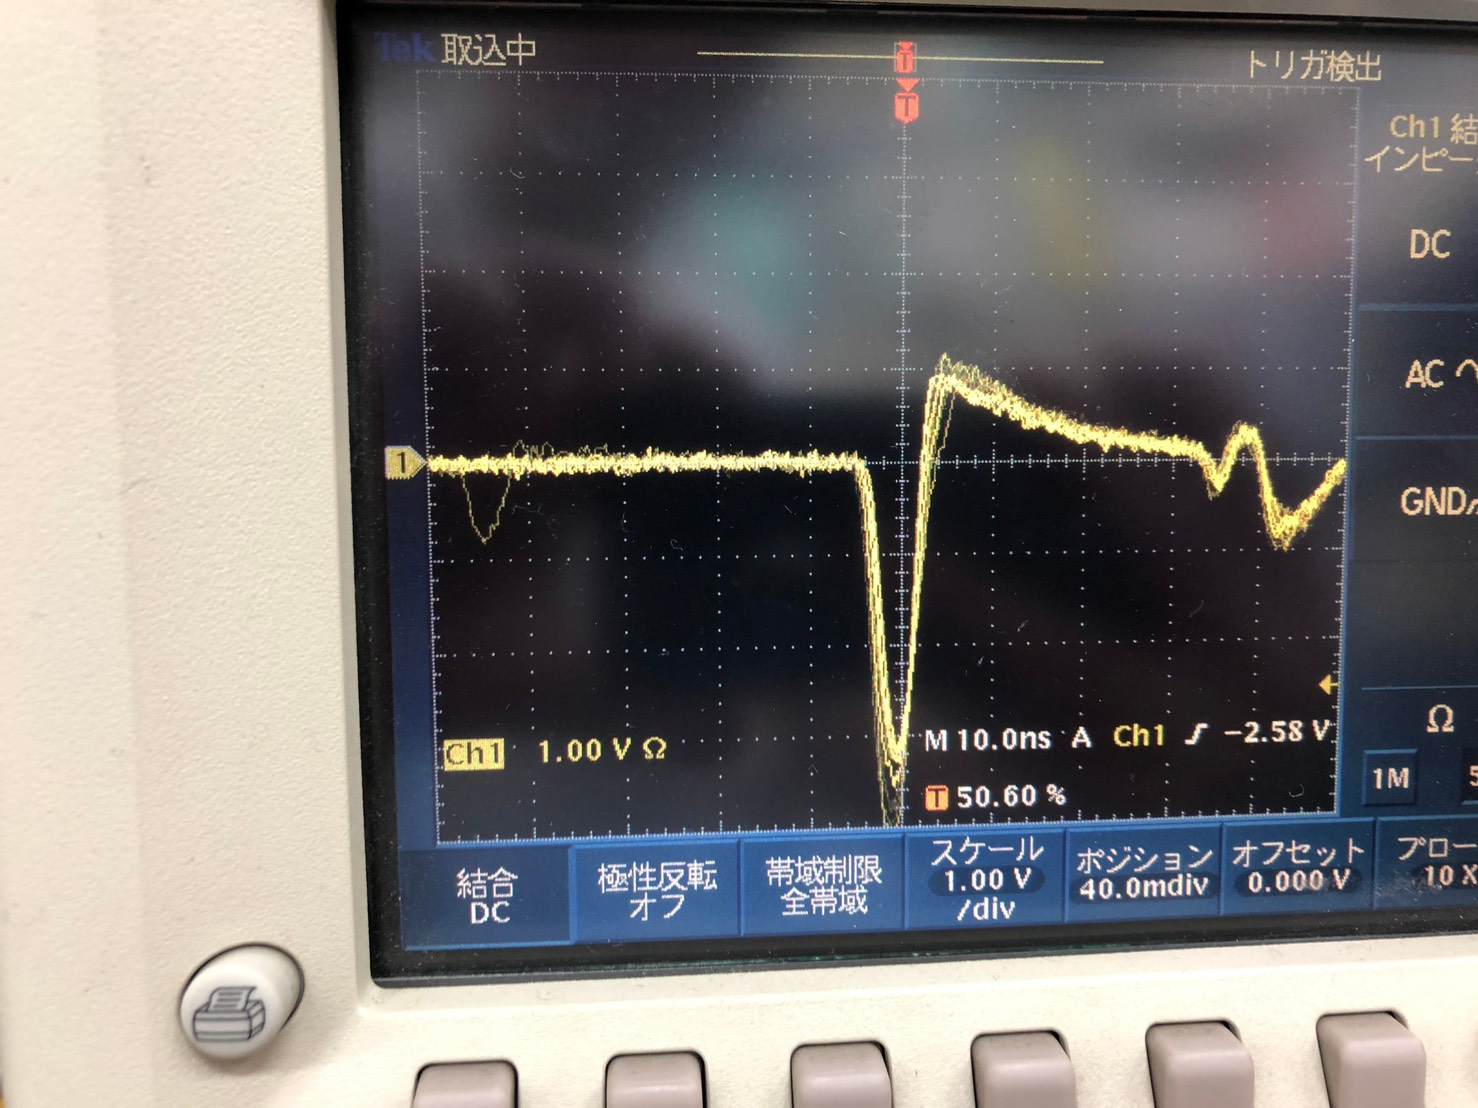 Tek 取込中
トリガ検出
T
T
Ch1 結
インピー
DC
AC
GND
Ω
1M
5
1
Ch1 1.00 V Ω
M 10.0ns A Ch1 -2.58 V
T 50.60 %
結合
DC
極性反転
オフ
帯域制限
全帯域
スケール
1.00 V
/div
ポジション
40.0mdiv
オフセット
0.000 V
プロー
10 X